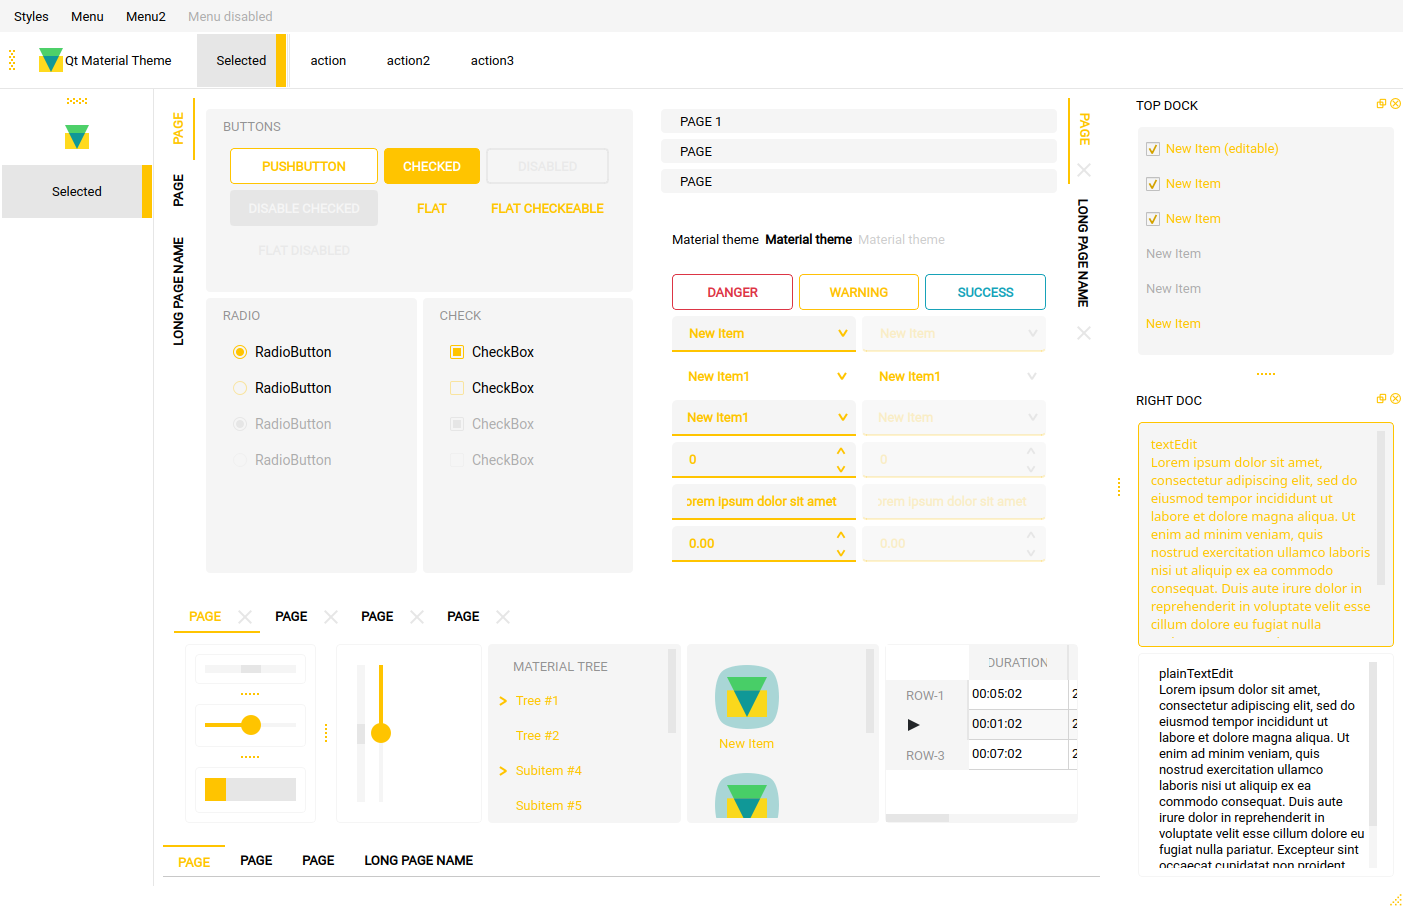 Styles Menu Menu2 Menu disabled
Qt Material Theme Selected action action2 action3
Selected
PAGE
PAGE
LONG PAGE NAME
BUTTONS
PUSHBUTTON CHECKED DISABLED
DISABLE CHECKED FLAT FLAT CHECKEABLE
FLAT DISABLED
RADIO
RadioButton
RadioButton
RadioButton
RadioButton
CHECK
CheckBox
CheckBox
CheckBox
CheckBox
PAGE 1
PAGE
PAGE
Material theme Material theme Material theme
DANGER WARNING SUCCESS
New Item New Item
New Item1 New Item1
New Item1 New Item
0 0
orem ipsum dolor sit amet orem ipsum dolor sit amet
0.00 0.00
PAGE
LONG PAGE NAME
PAGE PAGE PAGE PAGE
MATERIAL TREE
Tree #1
Tree #2
Subitem #4
Subitem #5
New Item
DURATION
ROW-1 00:05:02 2
00:01:02 2
ROW-3 00:07:02 2
PAGE PAGE PAGE LONG PAGE NAME
TOP DOCK
New Item (editable)
New Item
New Item
New Item
New Item
New Item
RIGHT DOC
textEdit
Lorem ipsum dolor sit amet,
consectetur adipiscing elit, sed do
eiusmod tempor incididunt ut
labore et dolore magna aliqua. Ut
enim ad minim veniam, quis
nostrud exercitation ullamco laboris
nisi ut aliquip ex ea commodo
consequat. Duis aute irure dolor in
reprehenderit in voluptate velit esse
cillum dolore eu fugiat nulla
plainTextEdit
Lorem ipsum dolor sit amet,
consectetur adipiscing elit, sed do
eiusmod tempor incididunt ut
labore et dolore magna aliqua. Ut
enim ad minim veniam, quis
nostrud exercitation ullamco
laboris nisi ut aliquip ex ea
commodo consequat. Duis aute
irure dolor in reprehenderit in
voluptate velit esse cillum dolore eu
fugiat nulla pariatur. Excepteur sint
occaecat cupidatat non proident